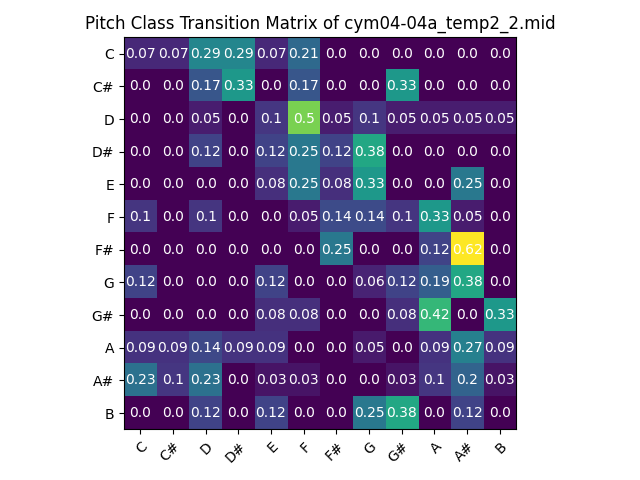 Pitch Class Transition Matrix of cym04-04a_temp2_2.mid
C 0.07 0.07 0.29 0.29 0.07 0.21 0.0 0.0 0.0 0.0 0.0 0.0
C# 0.0 0.0 0.17 0.33 0.0 0.17 0.0 0.0 0.33 0.0 0.0 0.0
D 0.0 0.0 0.05 0.0 0.1 0.5 0.05 0.1 0.05 0.05 0.05 0.05
D# 0.0 0.0 0.12 0.0 0.12 0.25 0.12 0.38 0.0 0.0 0.0 0.0
E 0.0 0.0 0.0 0.0 0.08 0.25 0.08 0.33 0.0 0.0 0.25 0.0
F 0.1 0.0 0.1 0.0 0.0 0.05 0.14 0.14 0.1 0.33 0.05 0.0
F# 0.0 0.0 0.0 0.0 0.0 0.0 0.25 0.0 0.0 0.12 0.62 0.0
G 0.12 0.0 0.0 0.0 0.12 0.0 0.0 0.06 0.12 0.19 0.38 0.0
G# 0.0 0.0 0.0 0.0 0.08 0.08 0.0 0.0 0.08 0.42 0.0 0.33
A 0.09 0.09 0.14 0.09 0.09 0.0 0.0 0.05 0.0 0.09 0.27 0.09
A# 0.23 0.1 0.23 0.0 0.03 0.03 0.0 0.0 0.03 0.1 0.2 0.03
B 0.0 0.0 0.12 0.0 0.12 0.0 0.0 0.25 0.38 0.0 0.12 0.0
C C# D D# E F F# G G# A A# B